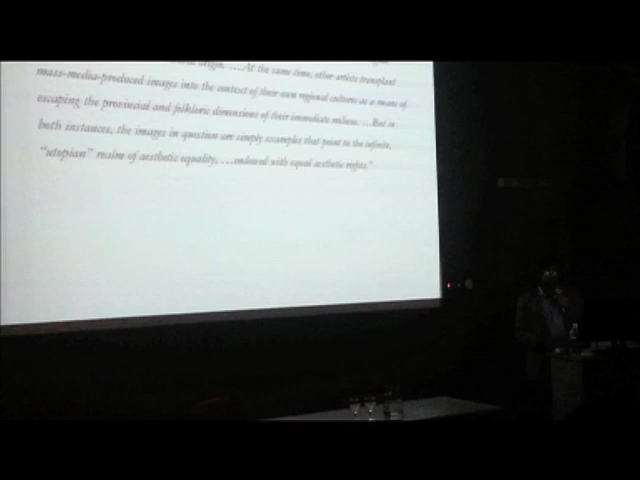 origin, …At the same time, other artists transplant
mass-media-produced images into the context of their own regional cultures as a means of
escaping the provincial and folkloric dimensions of their immediate milieu. …But in
both instances, the images in question are simply examples that point to the infinite,
“utopian” realm of aesthetic equality, …endowed with equal aesthetic rights.”